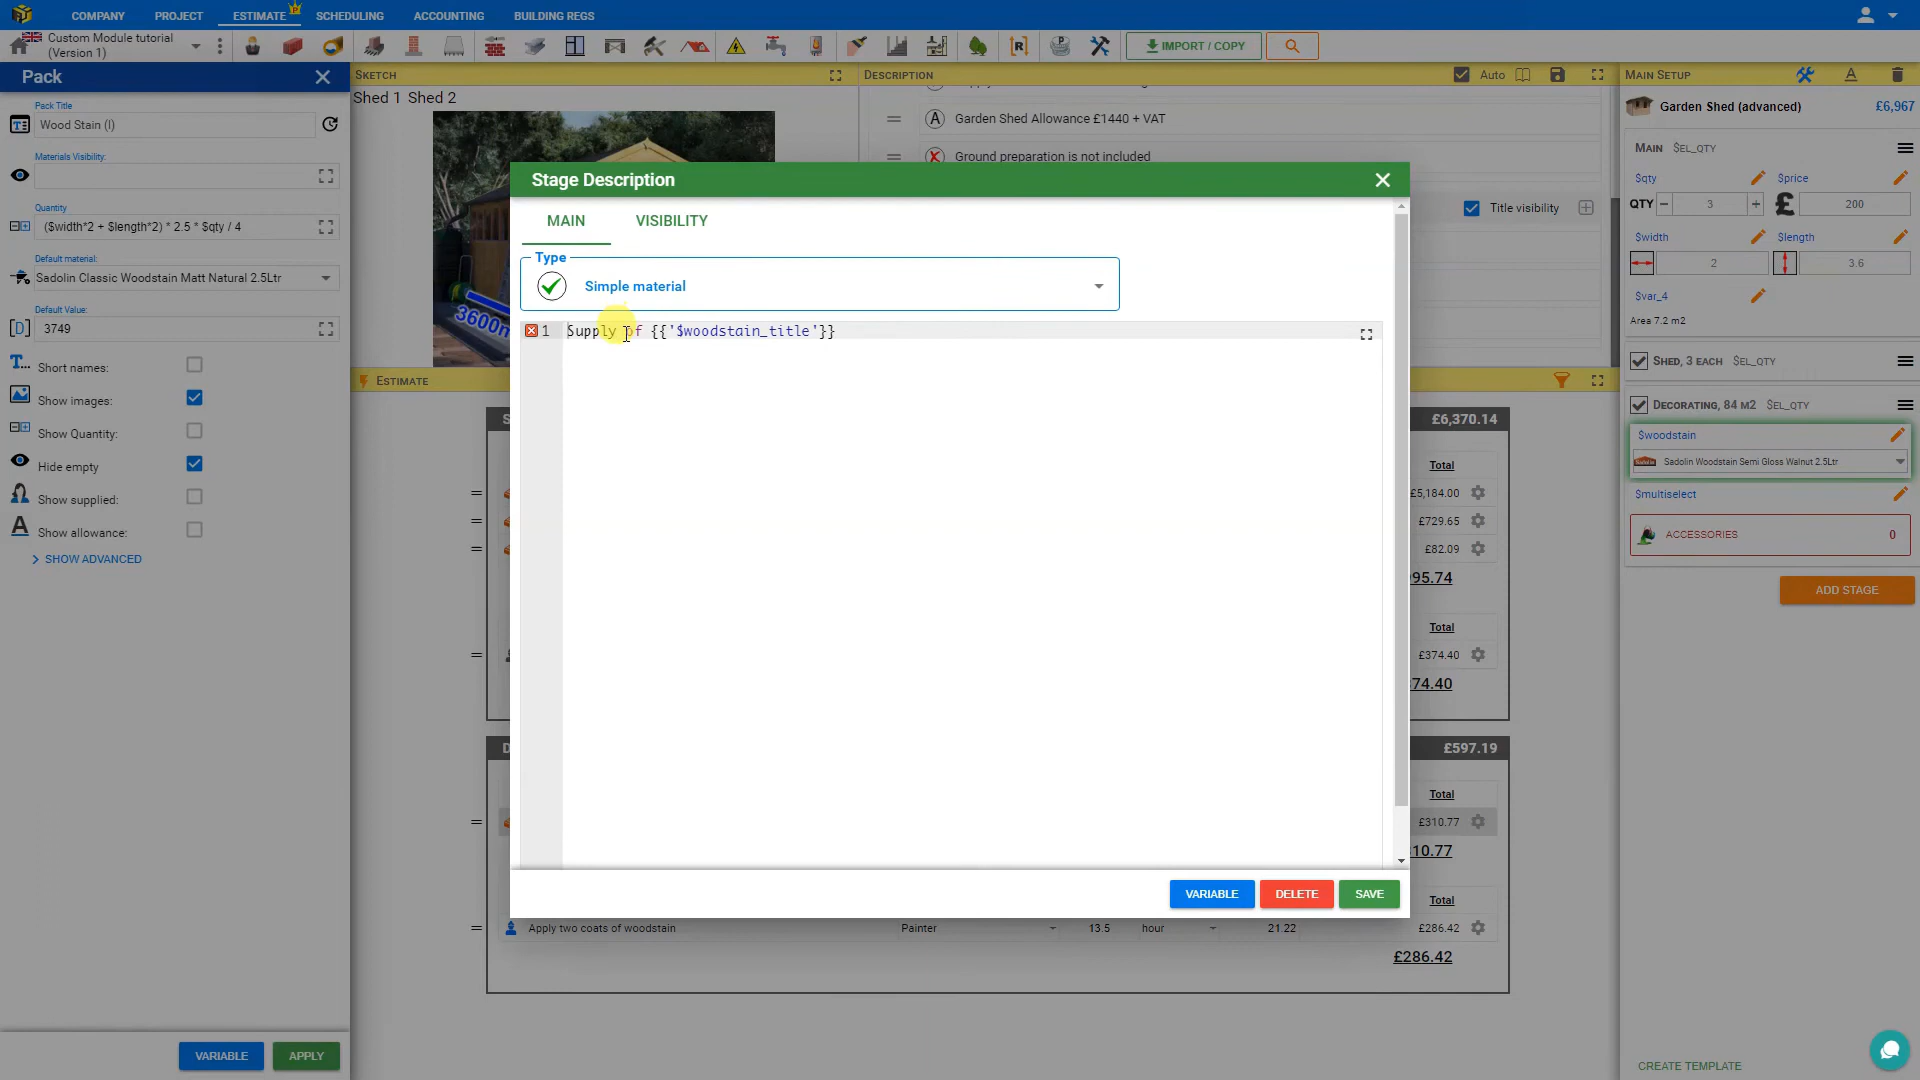 COMPANY PROJECT ESTIMATE SCHEDULING ACCOUNTING BUILDING REGS
Custom Module tutorial
(Version 1)
IMPORT / COPY
Pack
Pack Title
Wood Stain (I)
Materials Visibility:
Quantity
($width*2 + $length*2) * 2.5 * $qty / 4
Default material:
Sadolin Classic Woodstain Matt Natural 2.5Ltr
Default Value:
3749
Short names:
Show images:
Show Quantity:
Hide empty
Show supplied:
Show allowance:
SHOW ADVANCED
VARIABLE APPLY
SKETCH
Shed 1 Shed 2
3600m
DESCRIPTION
Auto
Garden Shed Allowance £1440 + VAT
Ground preparation is not included
Title visibility
Stage Description
MAIN VISIBILITY
Type
Simple material
1 Supply of {{'$woodstain_title'}}
VARIABLE DELETE SAVE
ESTIMATE
£6,370.14
Total
£5,184.00
£729.65
£82.09
95.74
Total
£374.40
74.40
£597.19
Total
£310.77
10.77
Total
Apply two coats of woodstain Painter 13.5 hour 21.22 £286.42
£286.42
MAIN SETUP
Garden Shed (advanced) £6,967
MAIN $EL_QTY
$qty $price
QTY 3 £ 200
$width $length
2 3.6
$var_4
Area 7.2 m2
SHED, 3 EACH $EL_QTY
DECORATING, 84 M2 $EL_QTY
$woodstain
Sadolin Woodstain Semi Gloss Walnut 2.5Ltr
$multiselect
ACCESSORIES 0
ADD STAGE
CREATE TEMPLATE